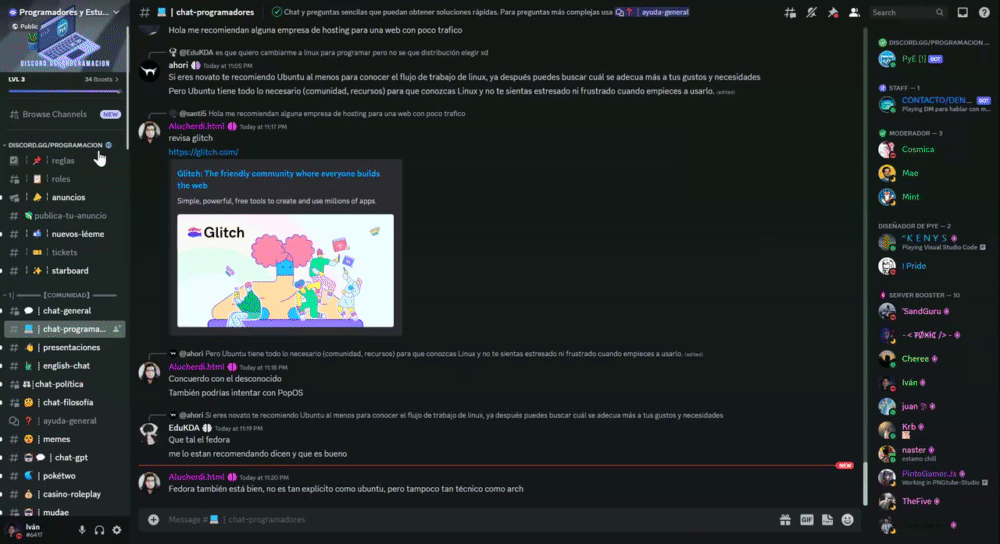 Programadores y Estu...
Public
DISCORD.GG/PROGRAMACION
LVL 3
34 Boosts >
Browse Channels
NEW
DISCORD.GG/PROGRAMACION
reglas
roles
anuncios
publica-tu-anuncio
nuevos-léeme
tickets
starboard
[COMUNIDAD]
chat-general
chat-programa...
presentaciones
english-chat
chat-política
chat-filosofía
ayuda-general
memes
chat-gpt
pokétwo
casino-roleplay
mudae
Iván
#6417
# | chat-programadores
Chat y preguntas sencilas que puedan obtener soluciones rápidas. Para preguntas más complejas usa ? ¦ ayuda-general
Search
Hola me recomiendan alguna empresa de hosting para una web con poco trafico
@EduKDA es que quiero cambiarme a linux para programar pero no se que distribución elegir xd
ahori Today at 11:05 PM
Si eres novato te recomiendo Ubuntu al menos para conocer el flujo de trabajo de linux, ya después puedes buscar cuál se adecua más a tus gustos y necesidades
Pero Ubuntu tiene todo lo necesario (comunidad, recursos) para que conozcas Linux y no te sientas estresado ni frustrado cuando empieces a usarlo. (edited)
@santi5 Hola me recomiendan alguna empresa de hosting para una web con poco trafico
Alucherdi.html Today at 11:17 PM
revisa glitch
https://glitch.com/
Glitch: The friendly community where everyone builds
the web
Simple, powerful, free tools to create and use millions of apps.
Glitch
@ahori Pero Ubuntu tiene todo lo necesario (comunidad, recursos) para que conozcas Linux y no te sientas estresado ni frustrado cuando empieces a usarlo. (edited)
Alucherdi.html Today at 11:18 PM
Concuerdo con el desconocido
También podrías intentar con PopOS
@ahori Si eres novato te recomiendo Ubuntu al menos para conocer el flujo de trabajo de linux, ya después puedes buscar cuál se adecua más a tus gustos y necesidades
EduKDA Today at 11:19 PM
Que tal el fedora
me lo estan recomendando dicen y que es bueno
NEW
Alucherdi.html Today at 11:20 PM
Fedora también está bien, no es tan explícito como ubuntu, pero tampoco tan técnico como arch
Message # | chat-programadores
GIF
DISCORD.GG/PROGRAMACION ...
PyE [!] BOT
STAFF — 1
CONTACTO/DEN... BOT
Playing DM para hablar con m...
MODERADOR — 3
Cosmica
Mae
Mint
DISEÑADOR DE PYE — 2
" K E N Y S
Playing Visual Studio Code
! Pride
SERVER BOOSTER — 10
'SandGuru
Cheree
Iván
juan
Krb
naster
estamo chill
PintoGamer.Js
Working in PNGtube-Studio
TheFive